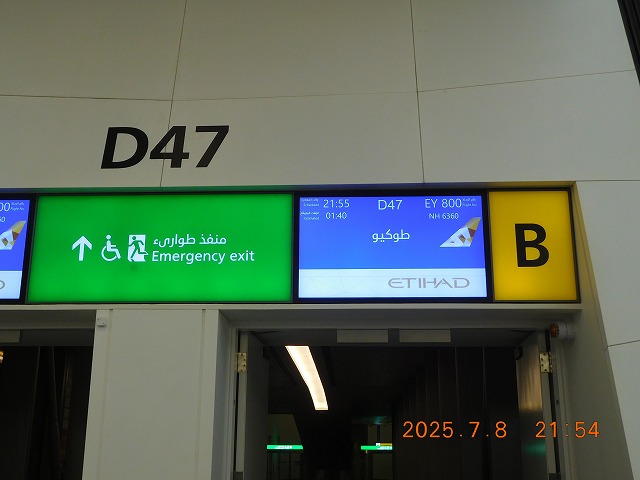 D47
منفذ طوارىء
Emergency exit
21:55 D47 EY 800
01:40 NH 6360
طوكيو
ETIHAD
B
2025.7.8 21:54